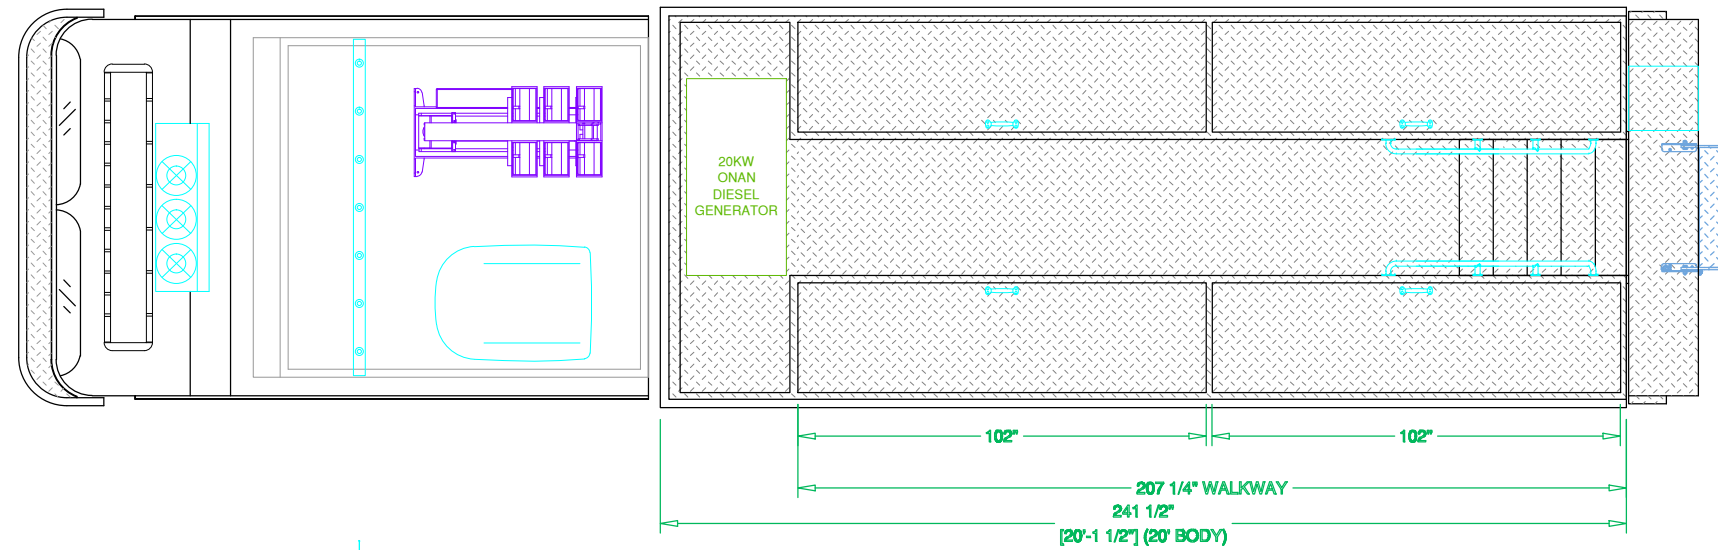 20KW
ONAN
DIESEL
GENERATOR
102" 102"
207 1/4" WALKWAY
241 1/2"
[20'-1 1/2"] (20' BODY)